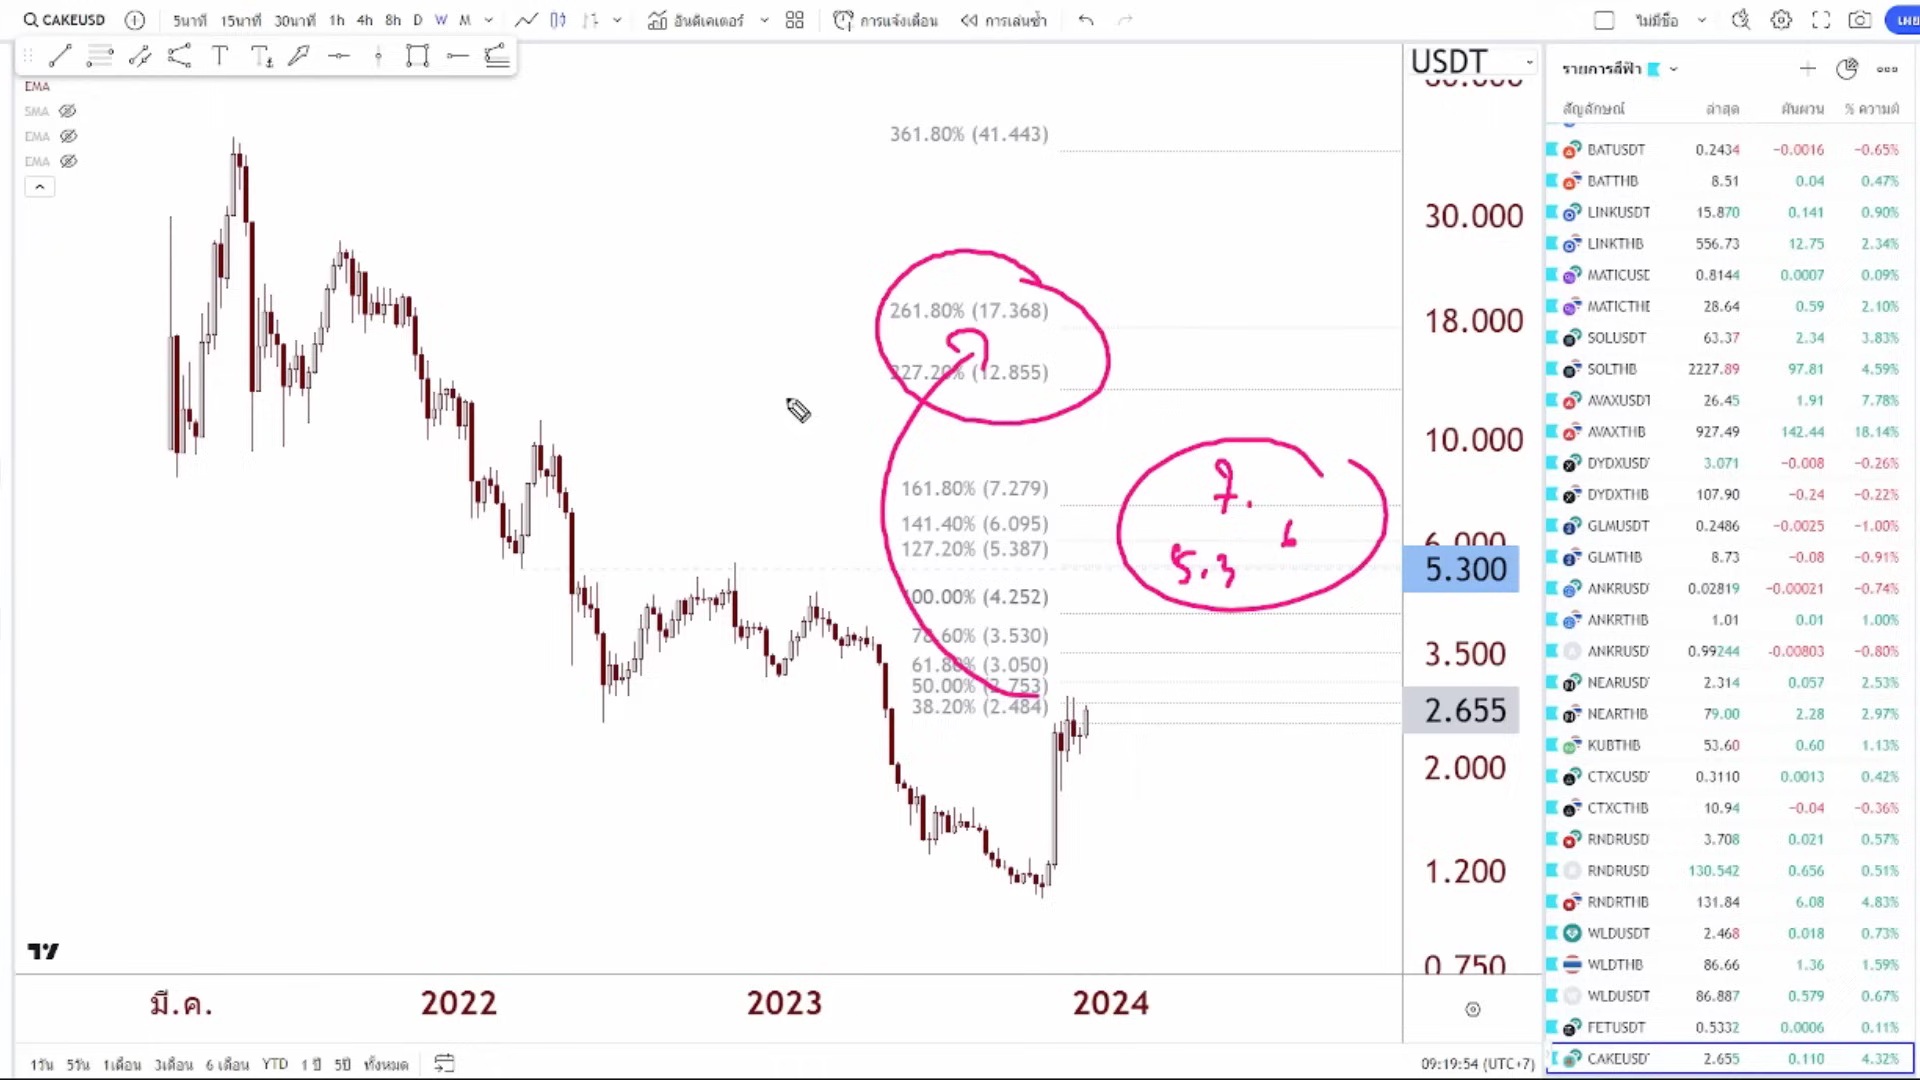 CAKEUSD 5นาที 15นาที 30นาที 1h 4h 8h D W M อินดิเคเตอร์ การแจ้งเตือน การเล่นซ้ำ ไม่มีชื่อ เผย
EMA
SMA
EMA
EMA
361.80% (41.443)
261.80% (17.368)
227.20% (12.855)
161.80% (7.279)
141.40% (6.095)
127.20% (5.387)
100.00% (4.252)
78.60% (3.530)
61.80% (3.050)
50.00% (2.753)
38.20% (2.484)
7.
6
5.3
USDT
30.000
18.000
10.000
6.000
5.300
3.500
2.655
2.000
1.200
0.750
มี.ค. 2022 2023 2024
1วัน 5วัน 1เดือน 3เดือน 6 เดือน YTD 1 ปี 5ปี ทั้งหมด 09:19:54 (UTC+7)
รายการสีฟ้า
สัญลักษณ์ ล่าสุด ผันผวน % ความผั
BATUSDT 0.2434 −0.0016 −0.65%
BATTHB 8.51 0.04 0.47%
LINKUSDT 15.870 0.141 0.90%
LINKTHB 556.73 12.75 2.34%
MATICUSD 0.8144 0.0007 0.09%
MATICTHB 28.64 0.59 2.10%
SOLUSDT 63.37 2.34 3.83%
SOLTHB 2227.89 97.81 4.59%
AVAXUSDT 26.45 1.91 7.78%
AVAXTHB 927.49 142.44 18.14%
DYDXUSD 3.071 −0.008 −0.26%
DYDXTHB 107.90 −0.24 −0.22%
GLMUSDT 0.2486 −0.0025 −1.00%
GLMTHB 8.73 −0.08 −0.91%
ANKRUSD 0.02819 −0.00021 −0.74%
ANKRTHB 1.01 0.01 1.00%
ANKRUSD 0.99244 −0.00803 −0.80%
NEARUSD 2.314 0.057 2.53%
NEARTHB 79.00 2.28 2.97%
KUBTHB 53.60 0.60 1.13%
CTXCUSD 0.3110 0.0013 0.42%
CTXCTHB 10.94 −0.04 −0.36%
RNDRUSD 3.708 0.021 0.57%
RNDRUSD 130.542 0.656 0.51%
RNDRTHB 131.84 6.08 4.83%
WLDUSDT 2.468 0.018 0.73%
WLDTHB 86.66 1.36 1.59%
WLDUSDT 86.887 0.579 0.67%
FETUSDT 0.5332 0.0006 0.11%
CAKEUSD 2.655 0.110 4.32%